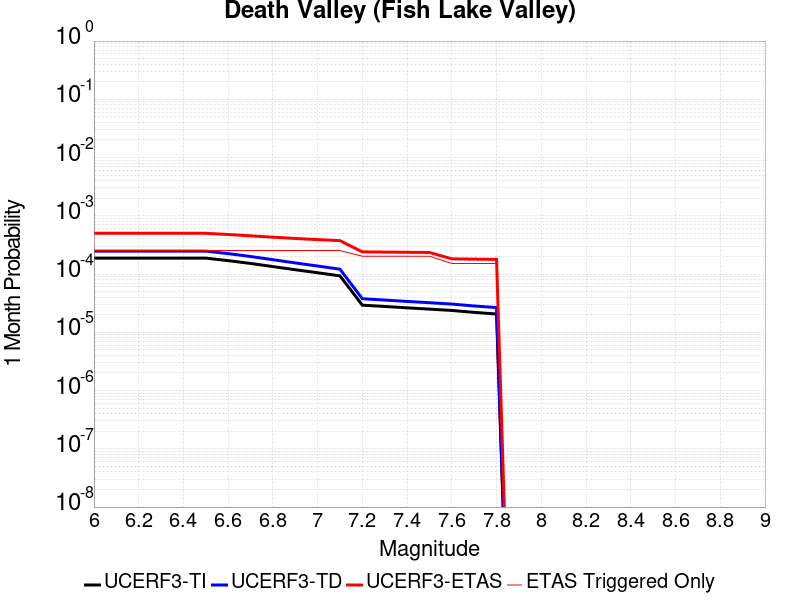 Death Valley (Fish Lake Valley)
10^0
10^-1
10^-2
10^-3
10^-4
10^-5
10^-6
10^-7
10^-8
1 Month Probability
6 6.2 6.4 6.6 6.8 7 7.2 7.4 7.6 7.8 8 8.2 8.4 8.6 8.8 9
Magnitude
UCERF3-TI UCERF3-TD UCERF3-ETAS ETAS Triggered Only